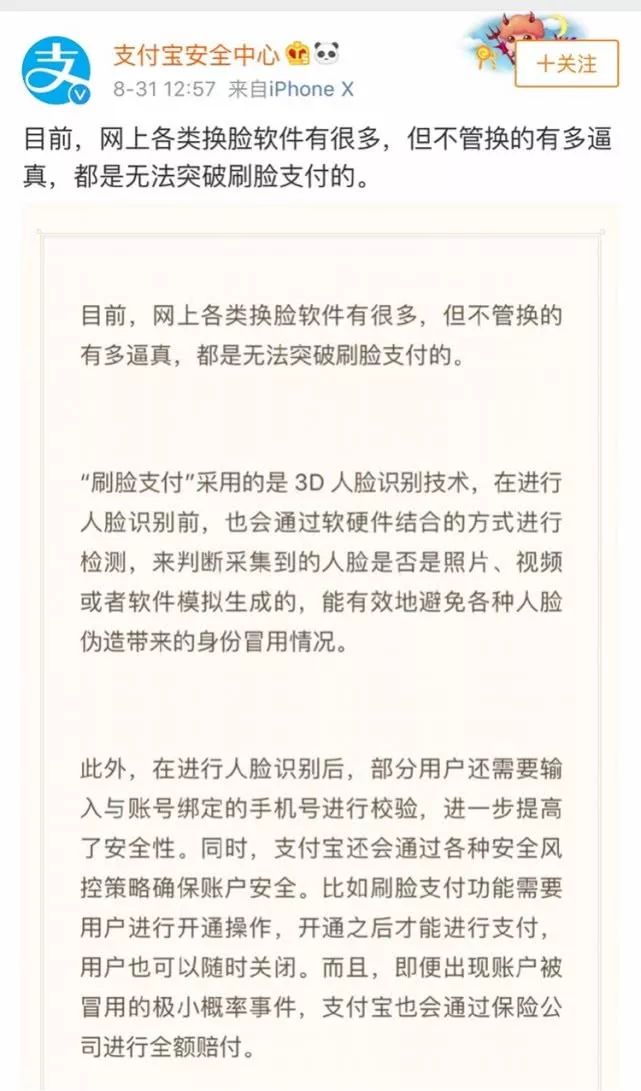 支付宝安全中心
+关注
8-31 12:57 来自iPhone X
目前，网上各类换脸软件有很多，但不管换的有多逼
真，都是无法突破刷脸支付的。
目前，网上各类换脸软件有很多，但不管换的
有多逼真，都是无法突破刷脸支付的。
“刷脸支付”采用的是 3D 人脸识别技术，在进行
人脸识别前，也会通过软硬件结合的方式进行
检测，来判断采集到的人脸是否是照片、视频
或者软件模拟生成的，能有效地避免各种人脸
伪造带来的身份冒用情况。
此外，在进行人脸识别后，部分用户还需要输
入与账号绑定的手机号进行校验，进一步提高
了安全性。同时，支付宝还会通过各种安全风
控策略确保账户安全。比如刷脸支付功能需要
用户进行开通操作，开通之后才能进行支付，
用户也可以随时关闭。而且，即便出现账户被
冒用的极小概率事件，支付宝也会通过保险公
司进行全额赔付。